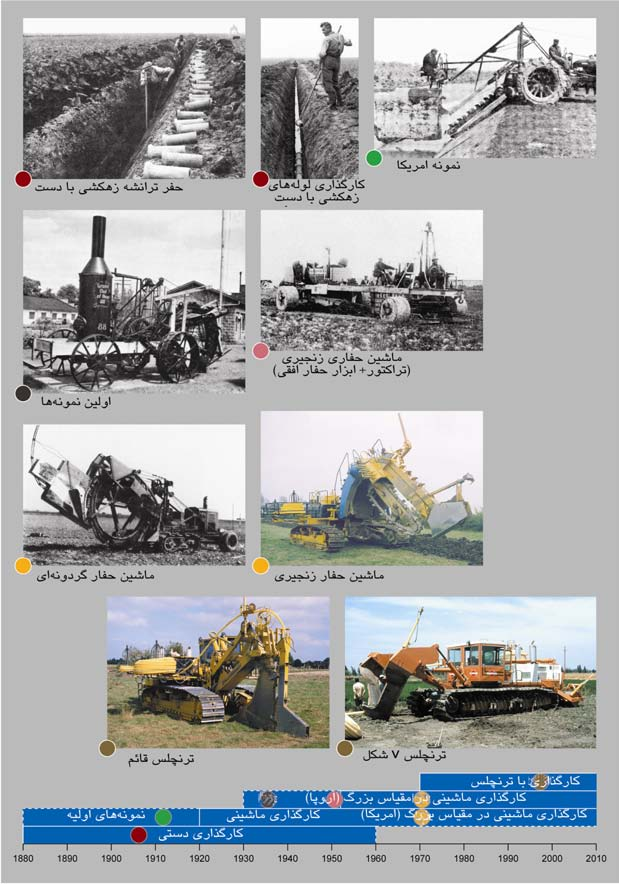 نمونه امریکا
کارگذاری لوله‌های
زهکشی با دست
حفر ترانشه زهکشی با دست
ماشین حفاری زنجیری
(تراکتور+ ابزار حفار افقی)
اولین نمونه‌ها
88
ماشین حفار زنجیری
ماشین حفار گردونه‌ای
ترنچلس V شکل
ترنچلس قائم
کارگذاری با ترنچلس
کارگذاری ماشینی در مقیاس بزرگ (اروپا)
کارگذاری ماشینی در مقیاس بزرگ (امریکا)
کارگذاری ماشینی
نمونه‌های اولیه
کارگذاری دستی
1880 1890 1900 1910 1920 1930 1940 1950 1960 1970 1980 1990 2000 2010